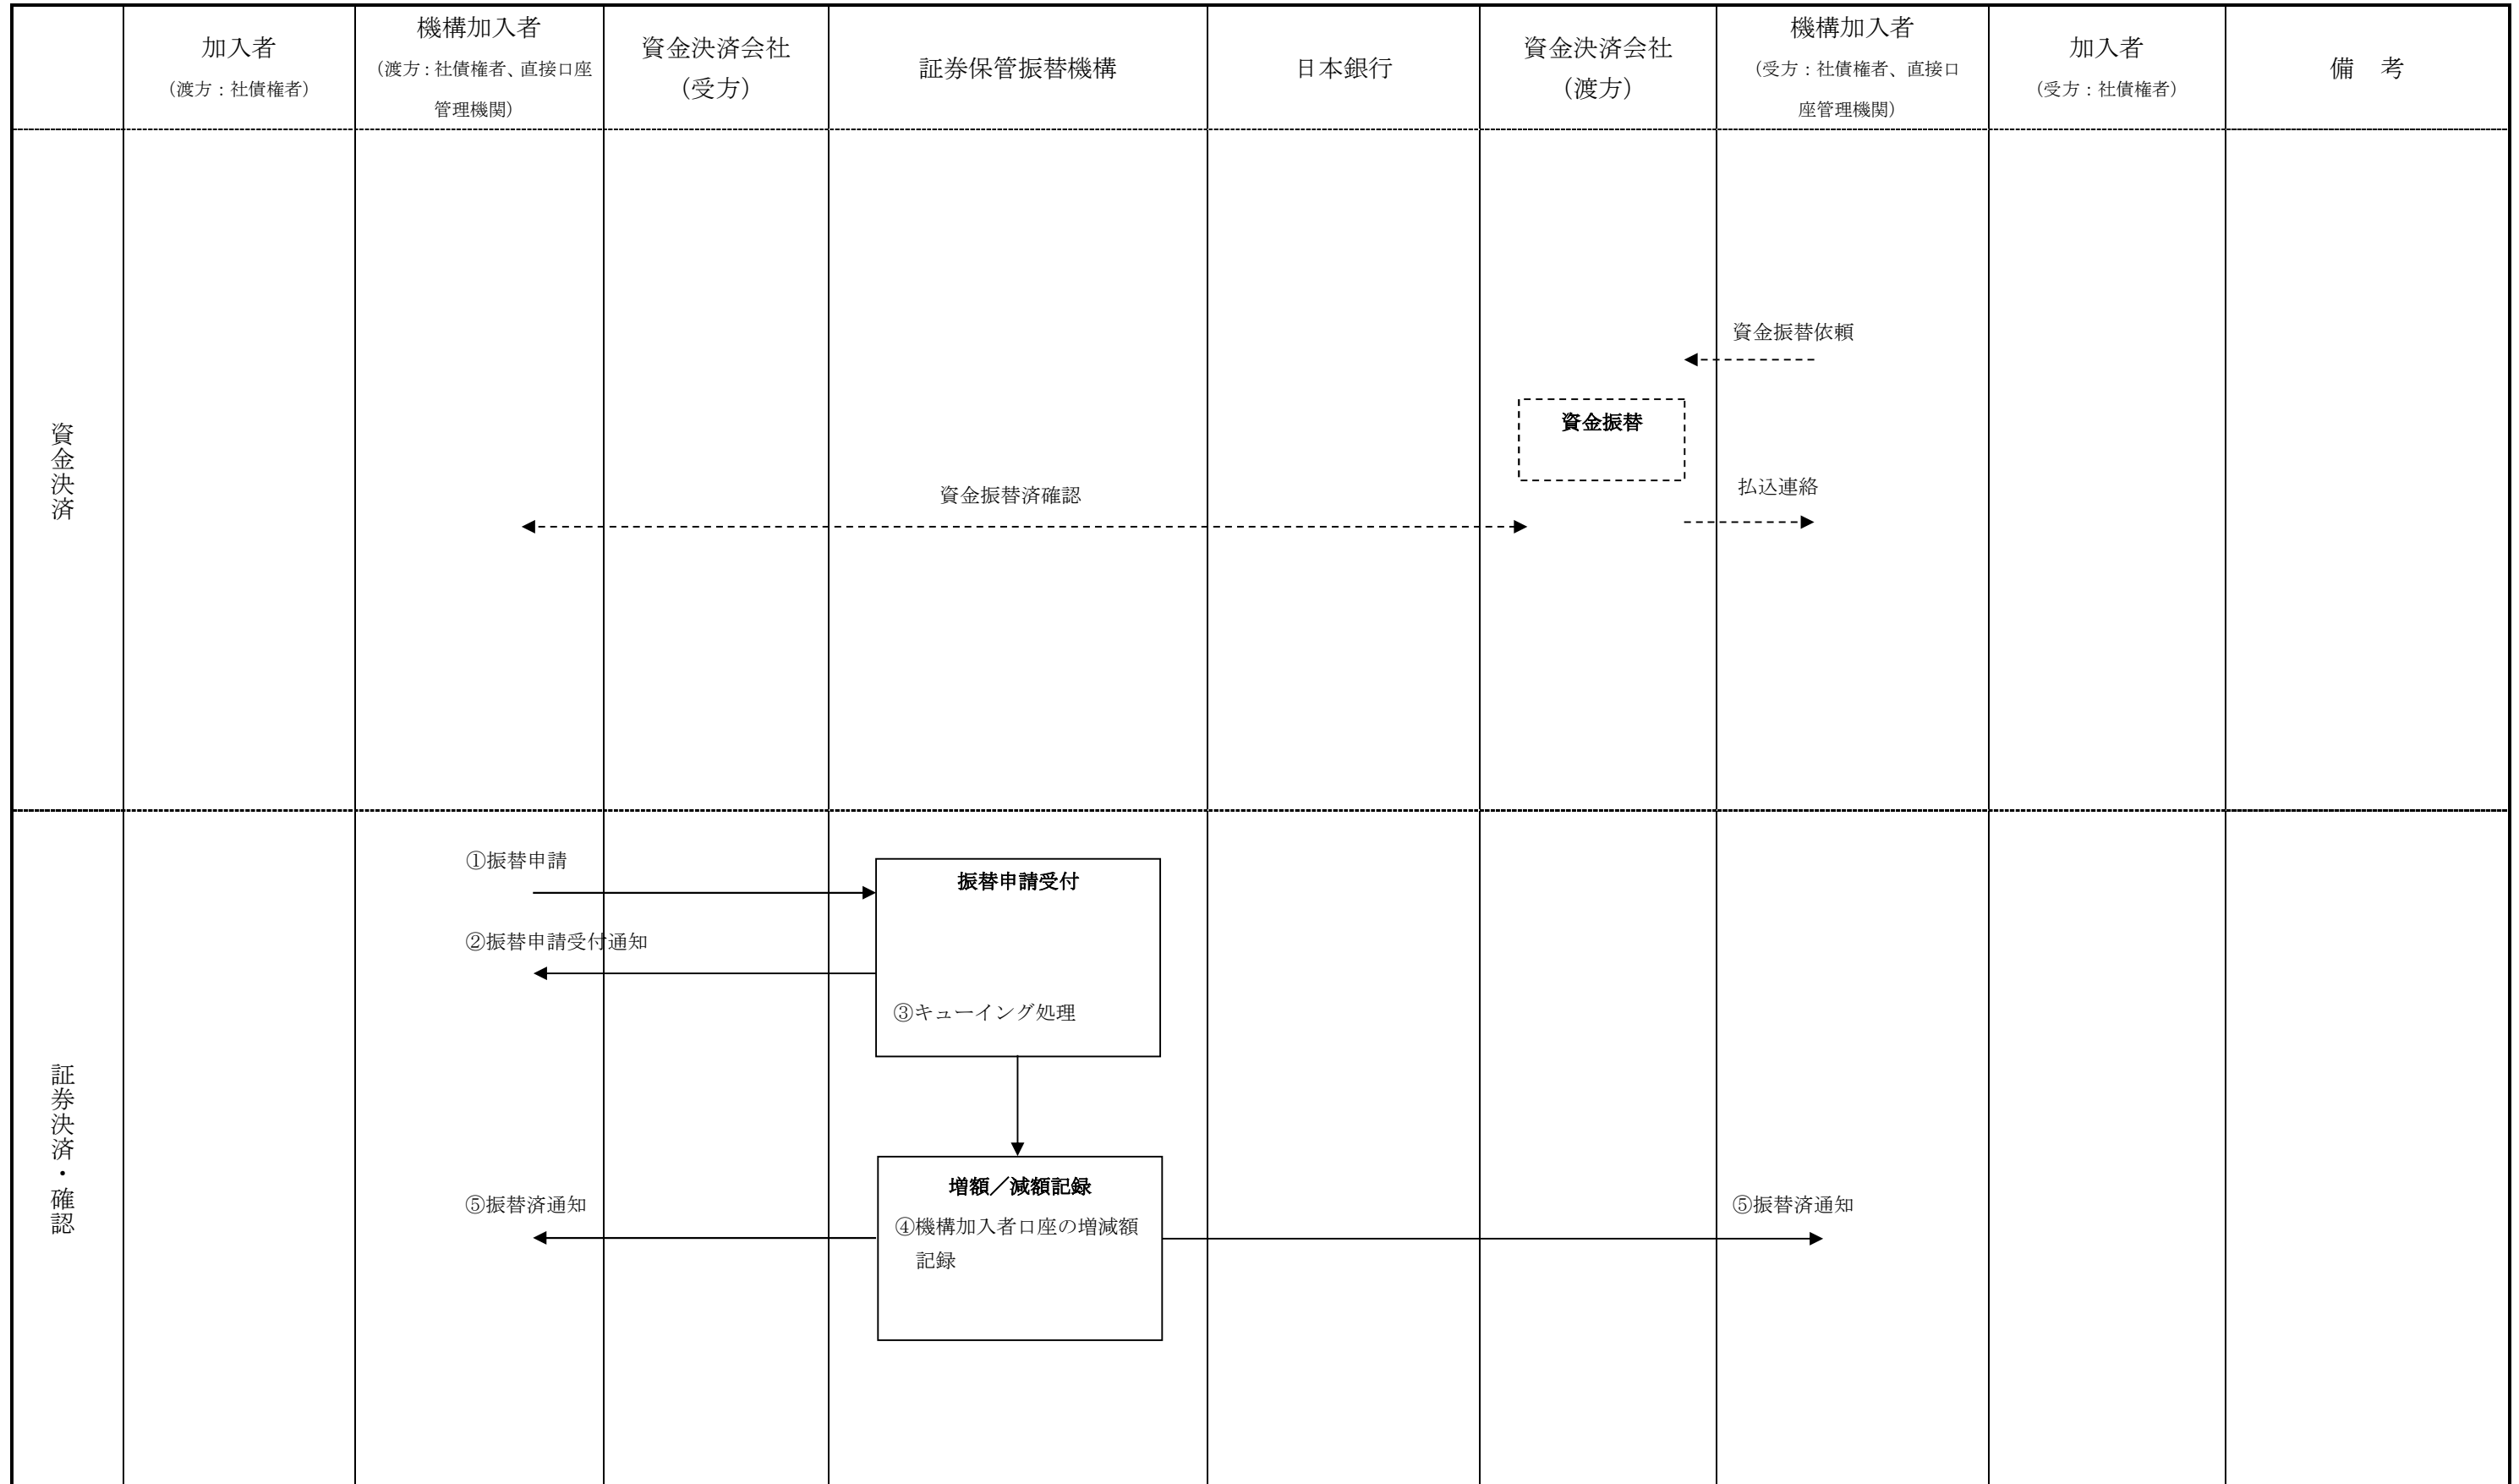 加入者
（渡方：社債権者）
機構加入者
（渡方：社債権者、直接口座
管理機関）
資金決済会社
（受方）
証券保管振替機構
日本銀行
資金決済会社
（渡方）
機構加入者
（受方：社債権者、直接口
座管理機関）
加入者
（受方：社債権者）
備　考
資金決済
資金振替依頼
資金振替
払込連絡
資金振替済確認
証券決済・確認
①振替申請
振替申請受付
②振替申請受付通知
③キューイング処理
増額／減額記録
④機構加入者口座の増減額
記録
⑤振替済通知
⑤振替済通知